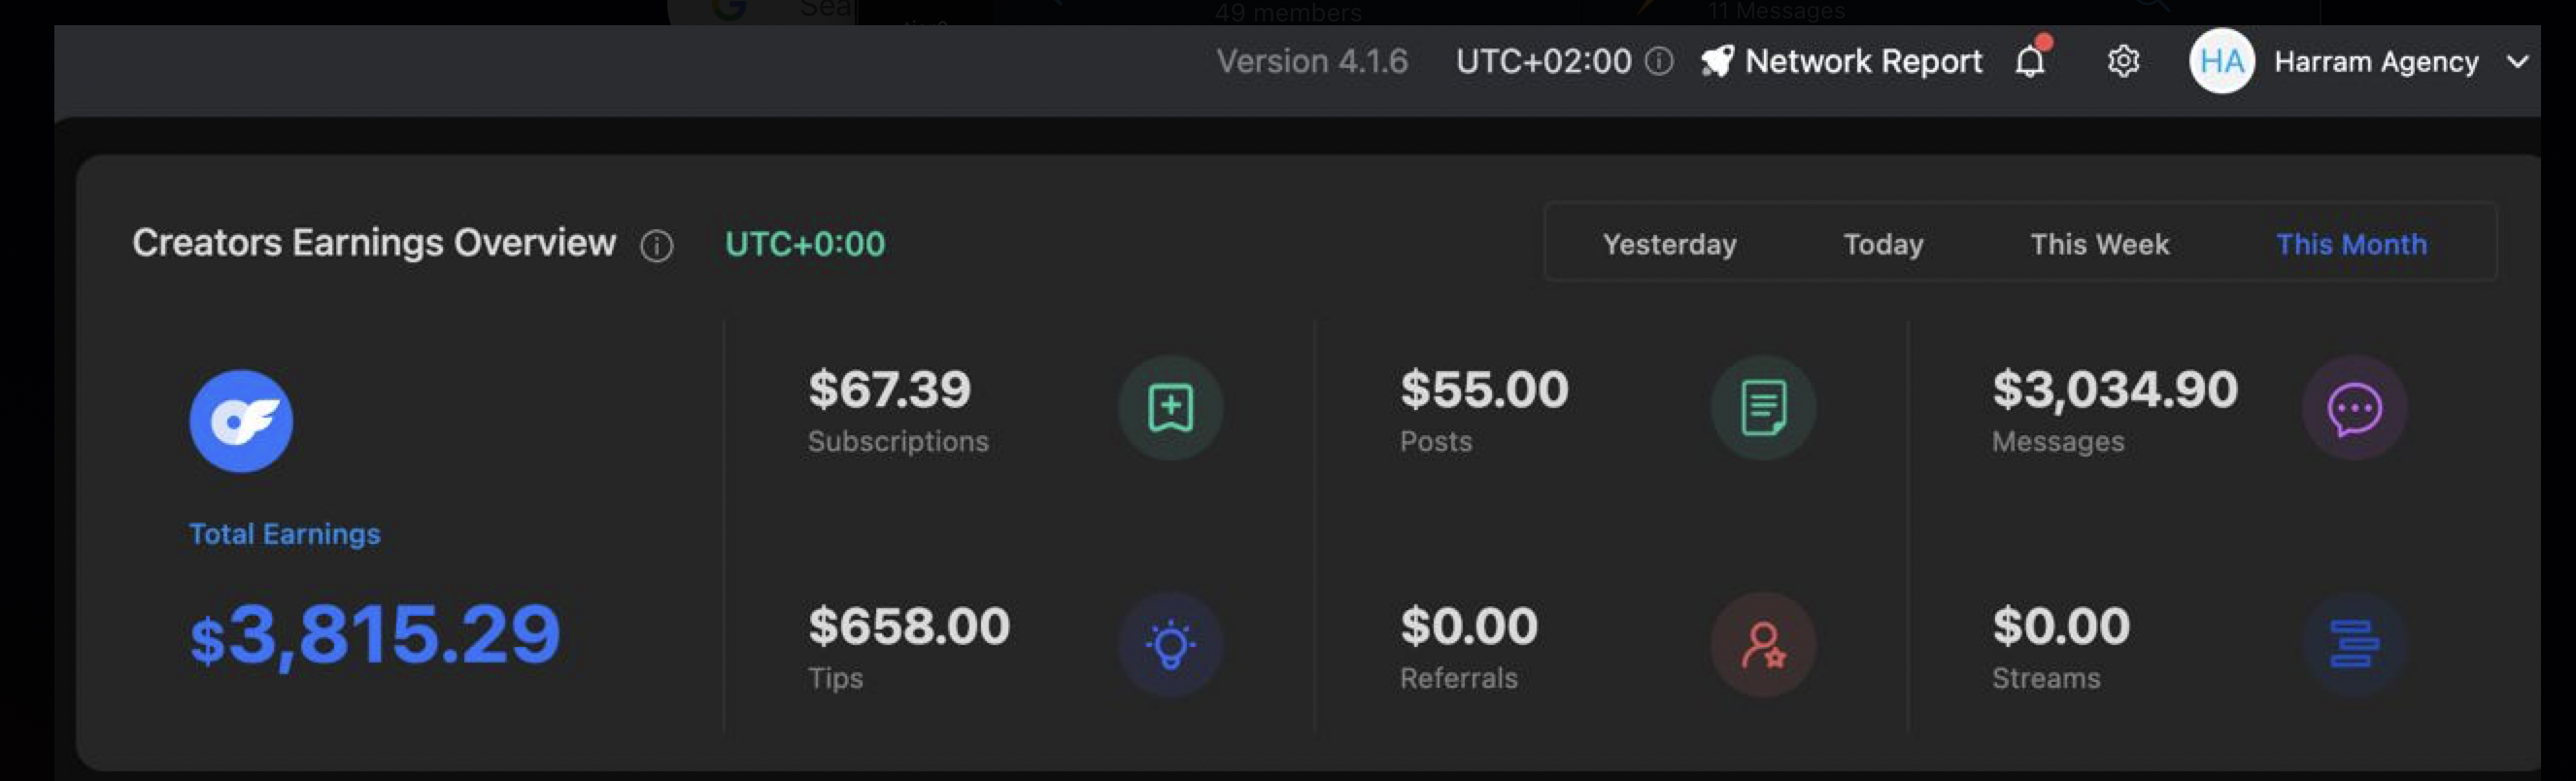 Sea
49 members
11 Messages
Version 4.1.6 UTC+02:00 Network Report HA Harram Agency
Creators Earnings Overview UTC+0:00
Yesterday Today This Week This Month
Total Earnings
$3,815.29
$67.39
Subscriptions
$55.00
Posts
$3,034.90
Messages
$658.00
Tips
$0.00
Referrals
$0.00
Streams